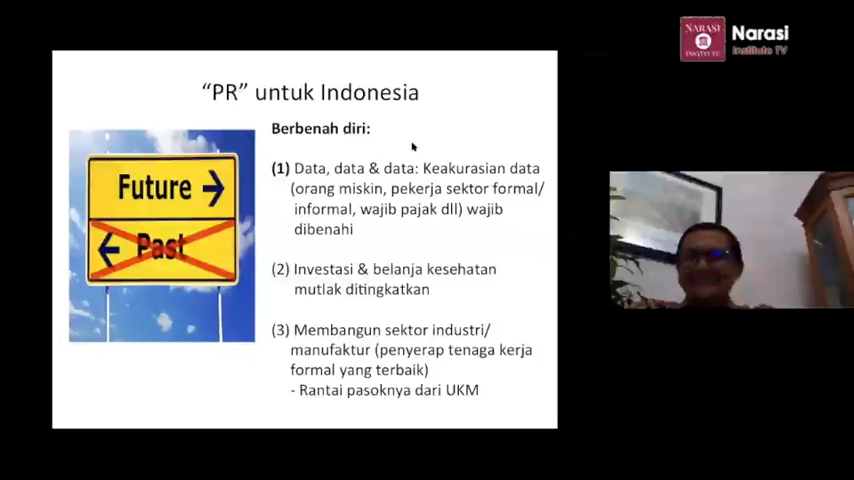 NARASI
INSTITUTE
Narasi
Institute TV
“PR” untuk Indonesia
Future
Past
Berbenah diri:
(1) Data, data & data: Keakurasian data
(orang miskin, pekerja sektor formal/
informal, wajib pajak dll) wajib
dibenahi
(2) Investasi & belanja kesehatan
mutlak ditingkatkan
(3) Membangun sektor industri/
manufaktur (penyerap tenaga kerja
formal yang terbaik)
- Rantai pasoknya dari UKM